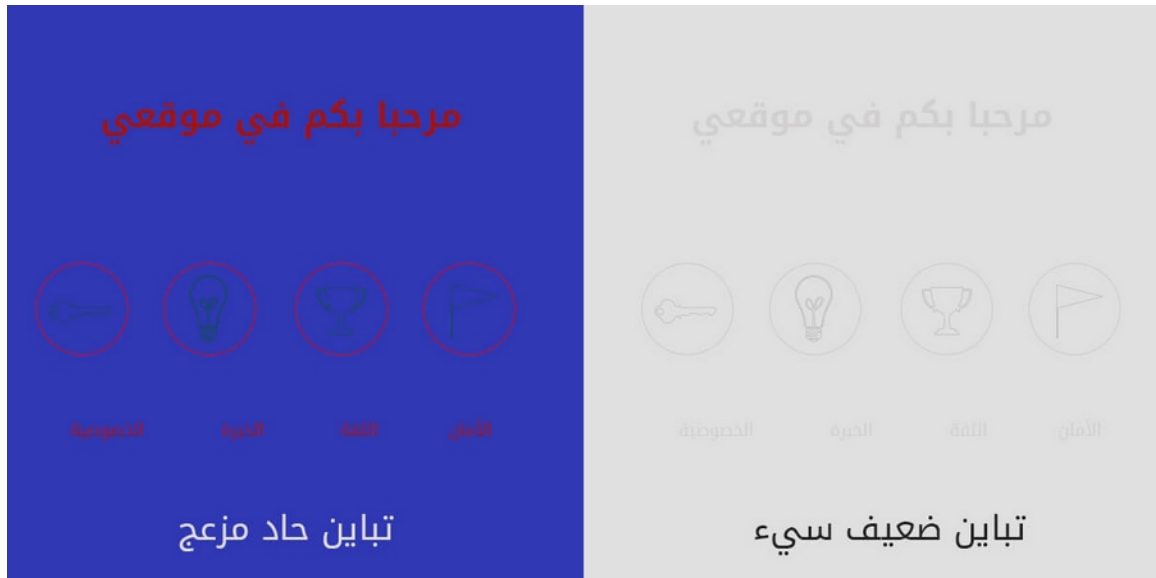 مرحبا بكم في موقعي
الأمان
الثقة
الخبرة
الخصوصية
تباين ضعيف سيء
مرحبا بكم في موقعي
الأمان
الثقة
الخبرة
الخصوصية
تباين حاد مزعج